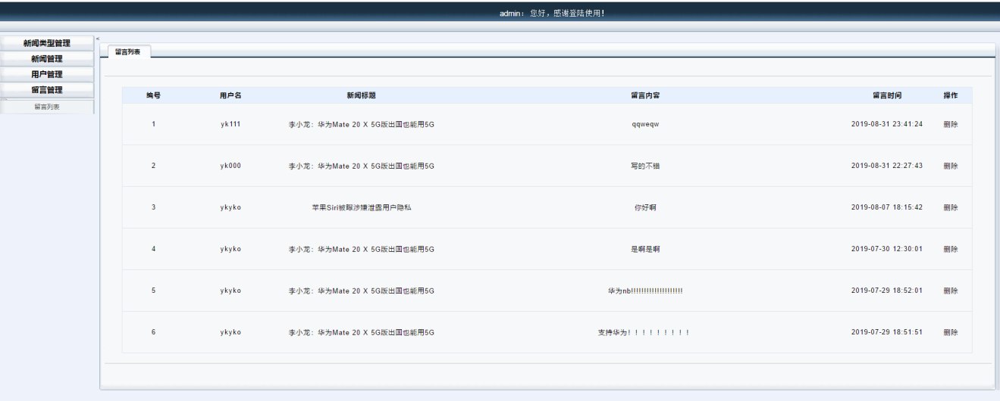 admin：您好，感谢登陆使用！
新闻类型管理
新闻管理
用户管理
留言管理
留言列表
<
留言列表
编号 用户名 新闻标题 留言内容 留言时间 操作
1 yk111 李小龙：华为Mate 20 X 5G版出国也能用5G qqweqw 2019-08-31 23:41:24 删除
2 yk000 李小龙：华为Mate 20 X 5G版出国也能用5G 写的不错 2019-08-31 22:27:43 删除
3 ykyko 苹果Siri被曝涉嫌泄露用户隐私 你好啊 2019-08-07 18:15:42 删除
4 ykyko 李小龙：华为Mate 20 X 5G版出国也能用5G 是啊是啊 2019-07-30 12:30:01 删除
5 ykyko 李小龙：华为Mate 20 X 5G版出国也能用5G 华为nb!!!!!!!!!!!!!!!!!!!! 2019-07-29 18:52:01 删除
6 ykyko 李小龙：华为Mate 20 X 5G版出国也能用5G 支持华为！！！！！！！！！ 2019-07-29 18:51:51 删除